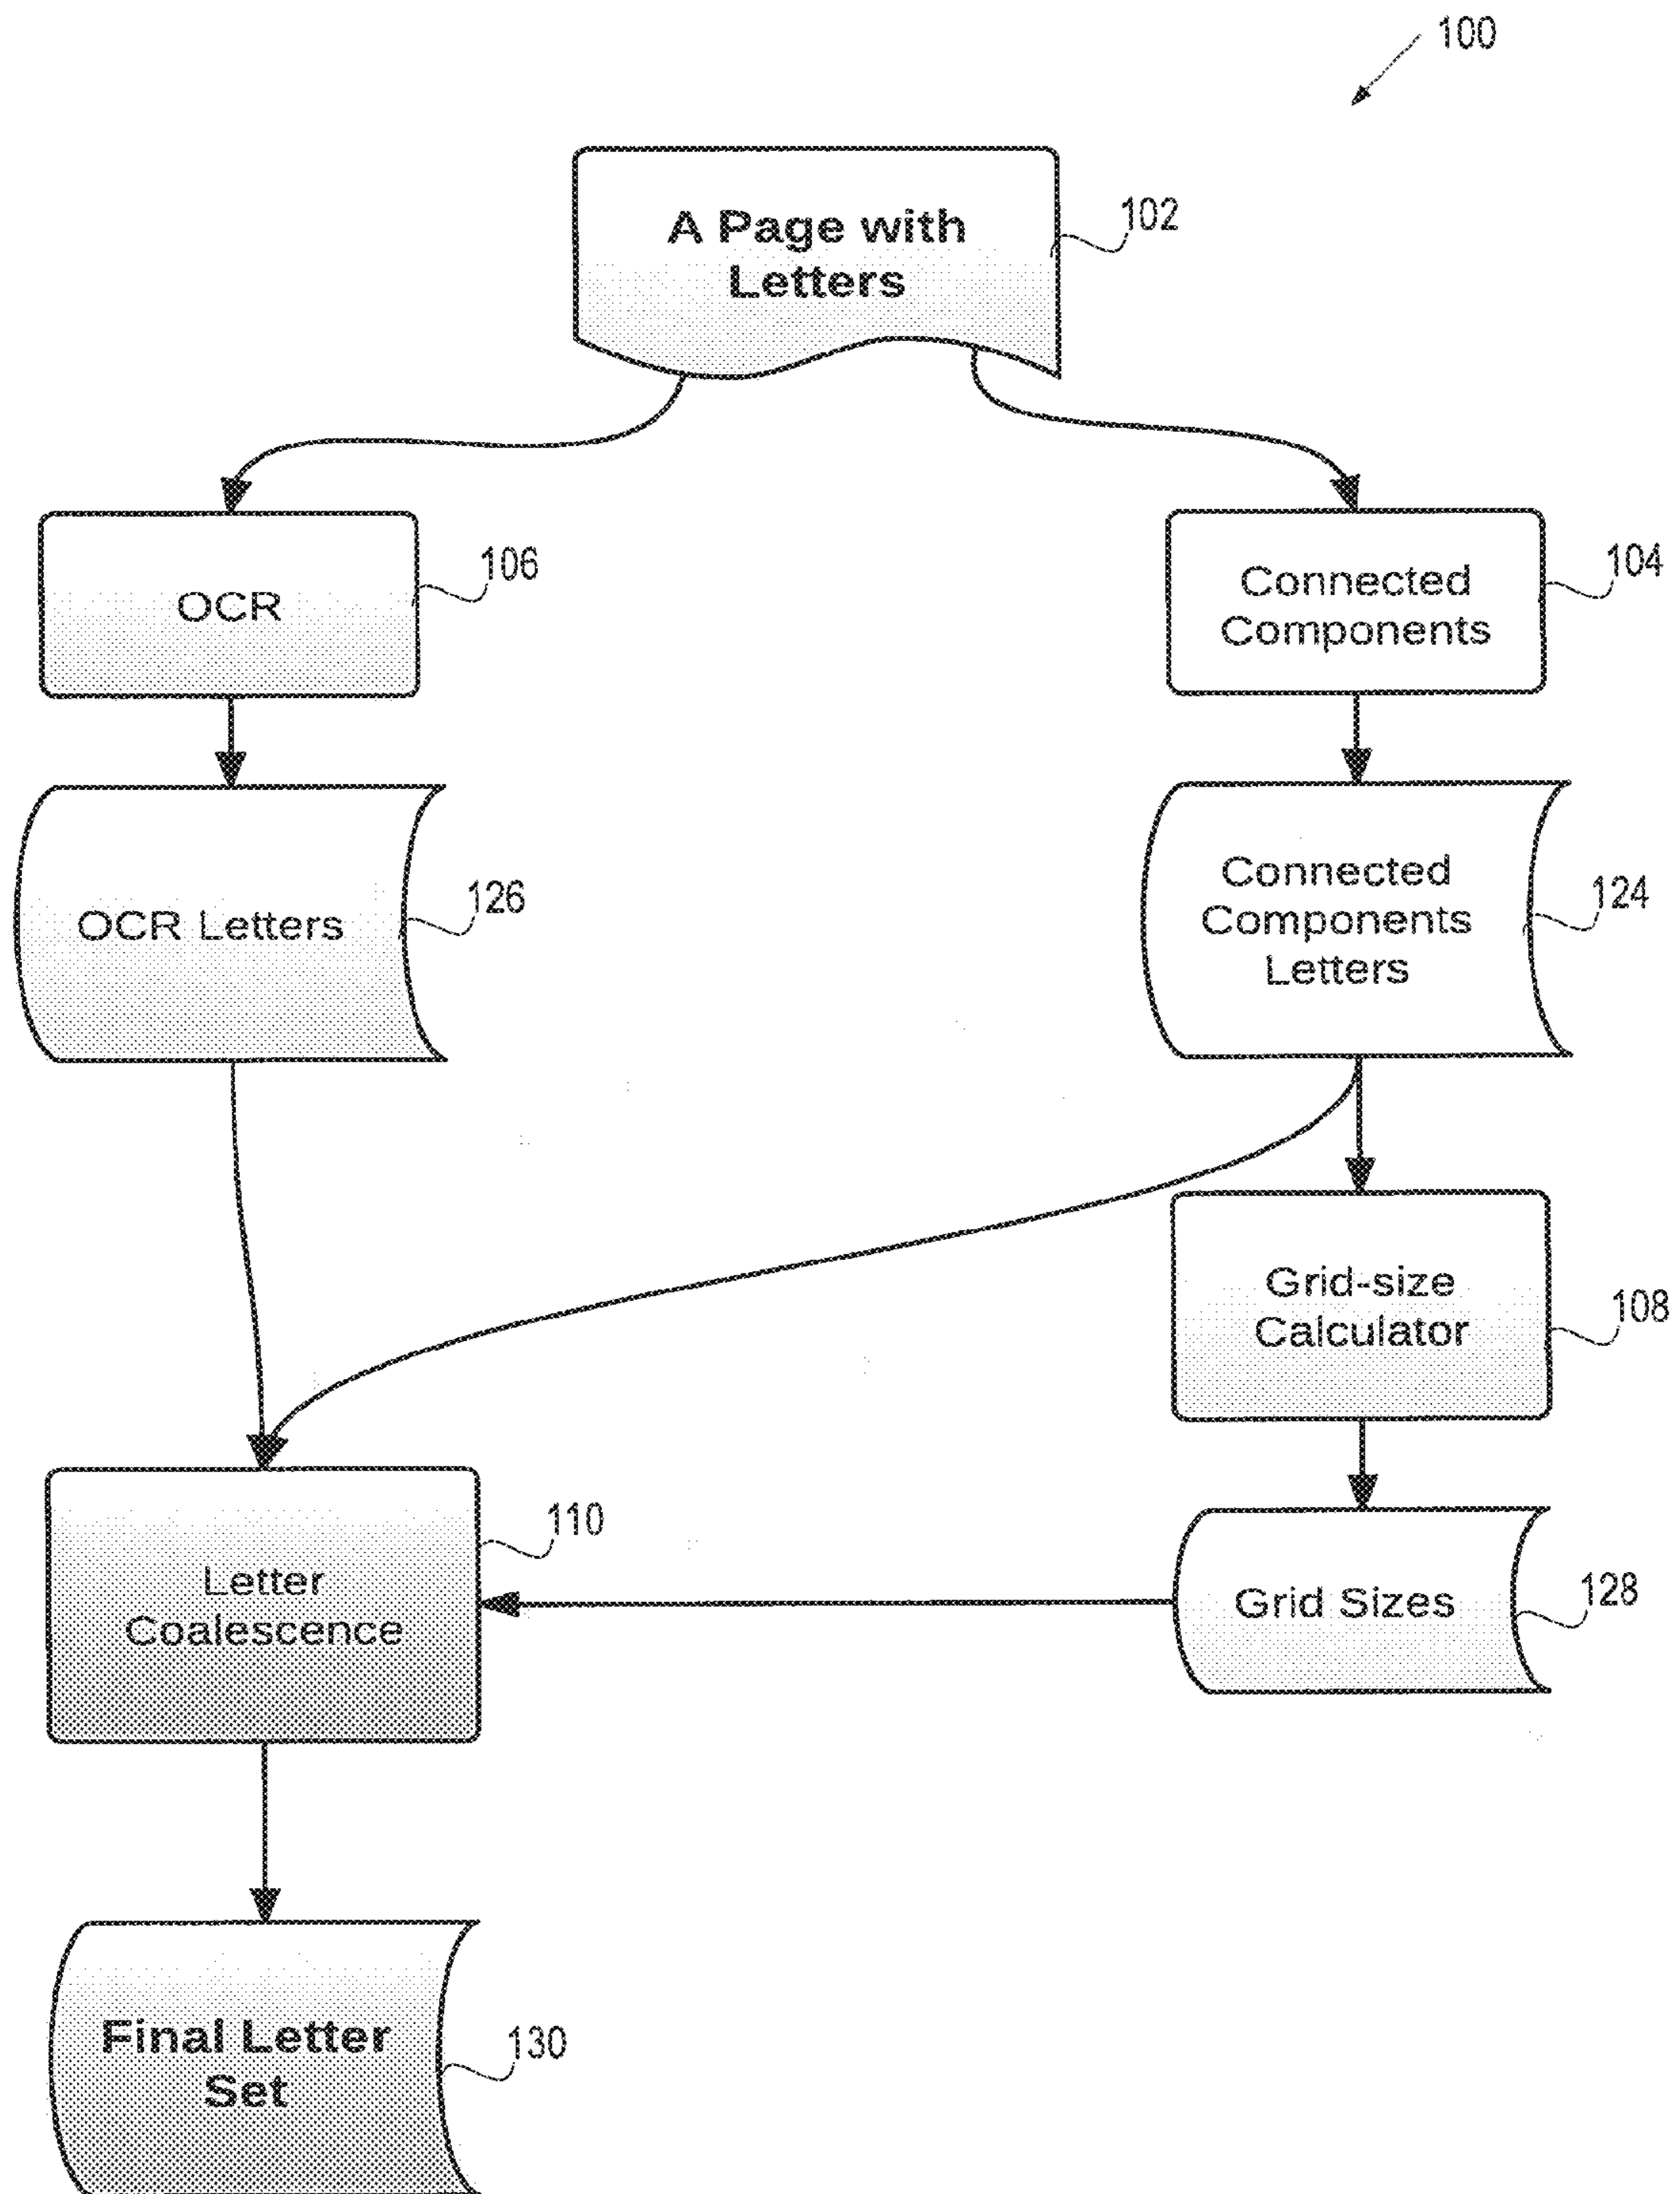 100
A Page with
Letters
102
OCR
106
Connected
Components
104
OCR Letters
126
Connected
Components
Letters
124
Grid-size
Calculator
108
Letter
Coalescence
110
Grid Sizes
128
Final Letter
Set
130